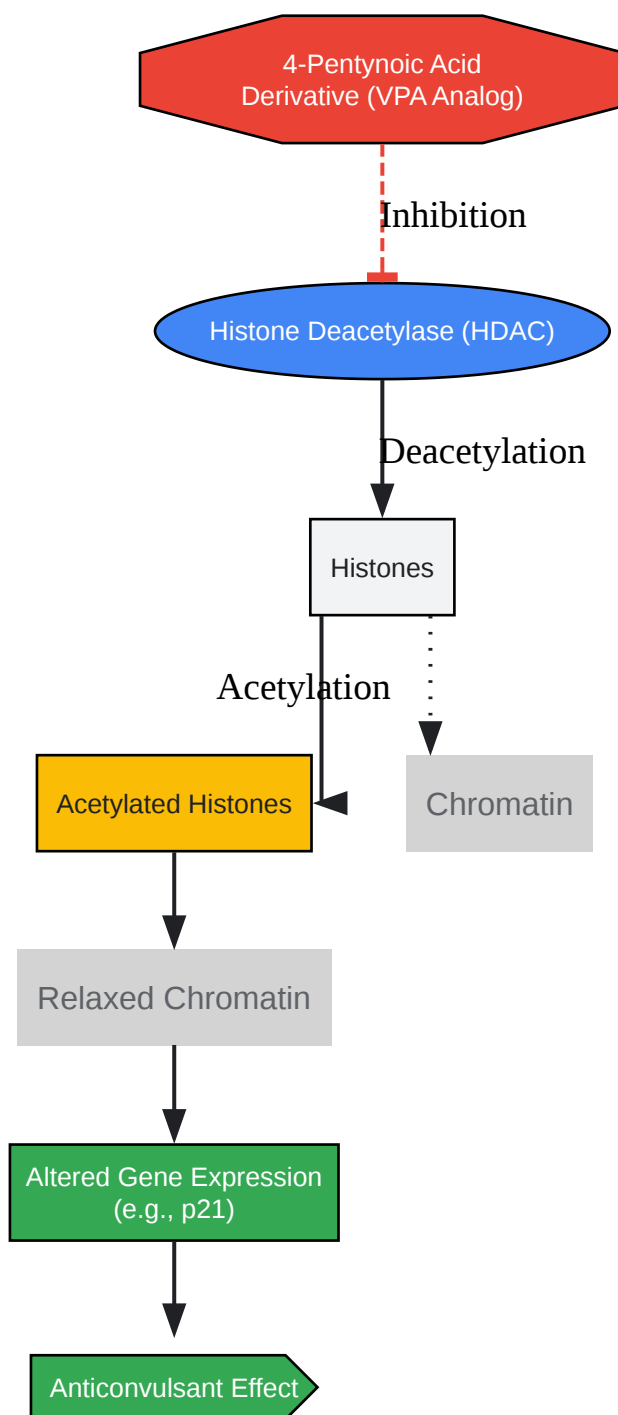 4-Pentynoic Acid
Derivative (VPA Analog)
Inhibition
Histone Deacetylase (HDAC)
Deacetylation
Histones
Acetylation
Acetylated Histones
Chromatin
Relaxed Chromatin
Altered Gene Expression
(e.g., p21)
Anticonvulsant Effect